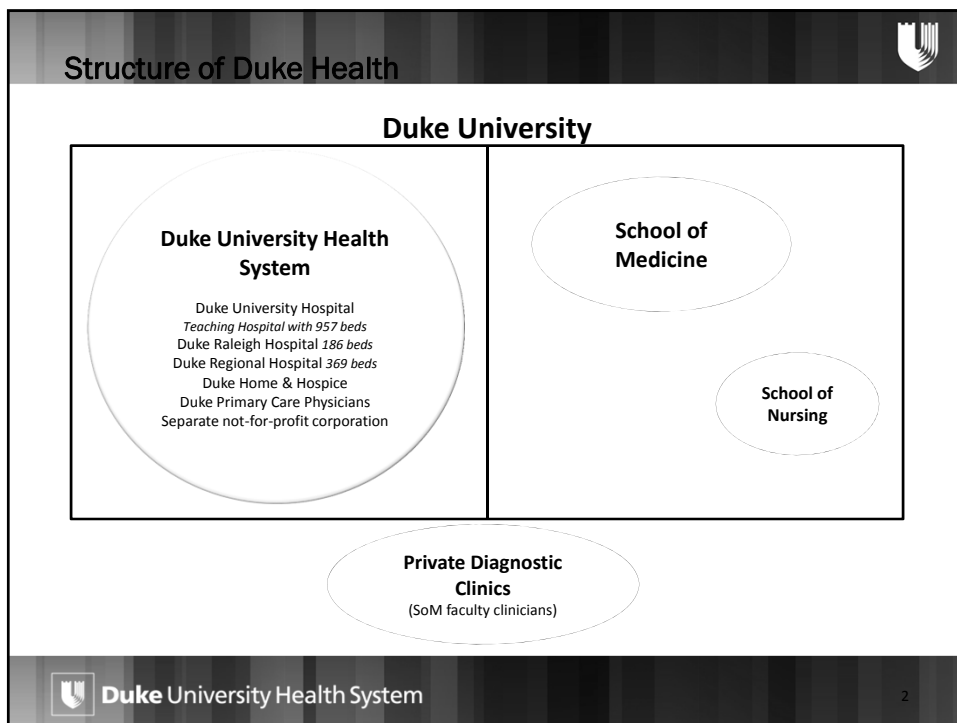 Structure of Duke Health
Duke University
Duke University Health
System
Duke University Hospital
Teaching Hospital with 957 beds
Duke Raleigh Hospital 186 beds
Duke Regional Hospital 369 beds
Duke Home & Hospice
Duke Primary Care Physicians
Separate not-for-profit corporation
School of
Medicine
School of
Nursing
Private Diagnostic
Clinics
(SoM faculty clinicians)
Duke University Health System
2